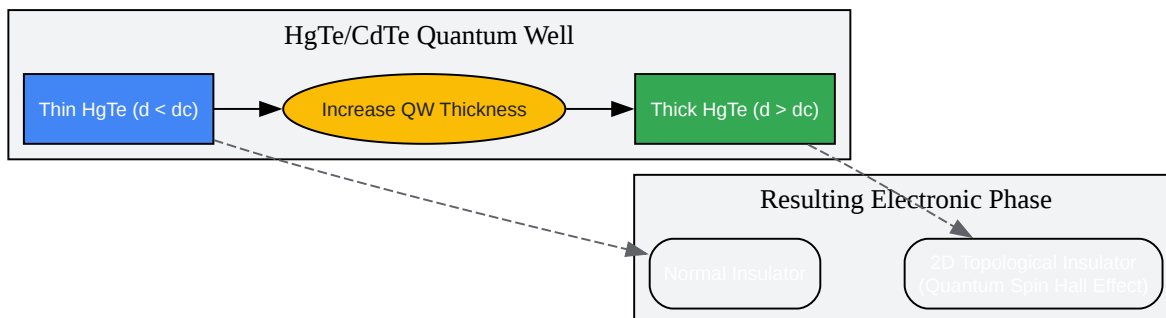 HgTe/CdTe Quantum Well
Thin HgTe (d < dc)
Increase QW Thickness
Thick HgTe (d > dc)
Resulting Electronic Phase
Normal Insulator
2D Topological Insulator
(Quantum Spin Hall Effect)